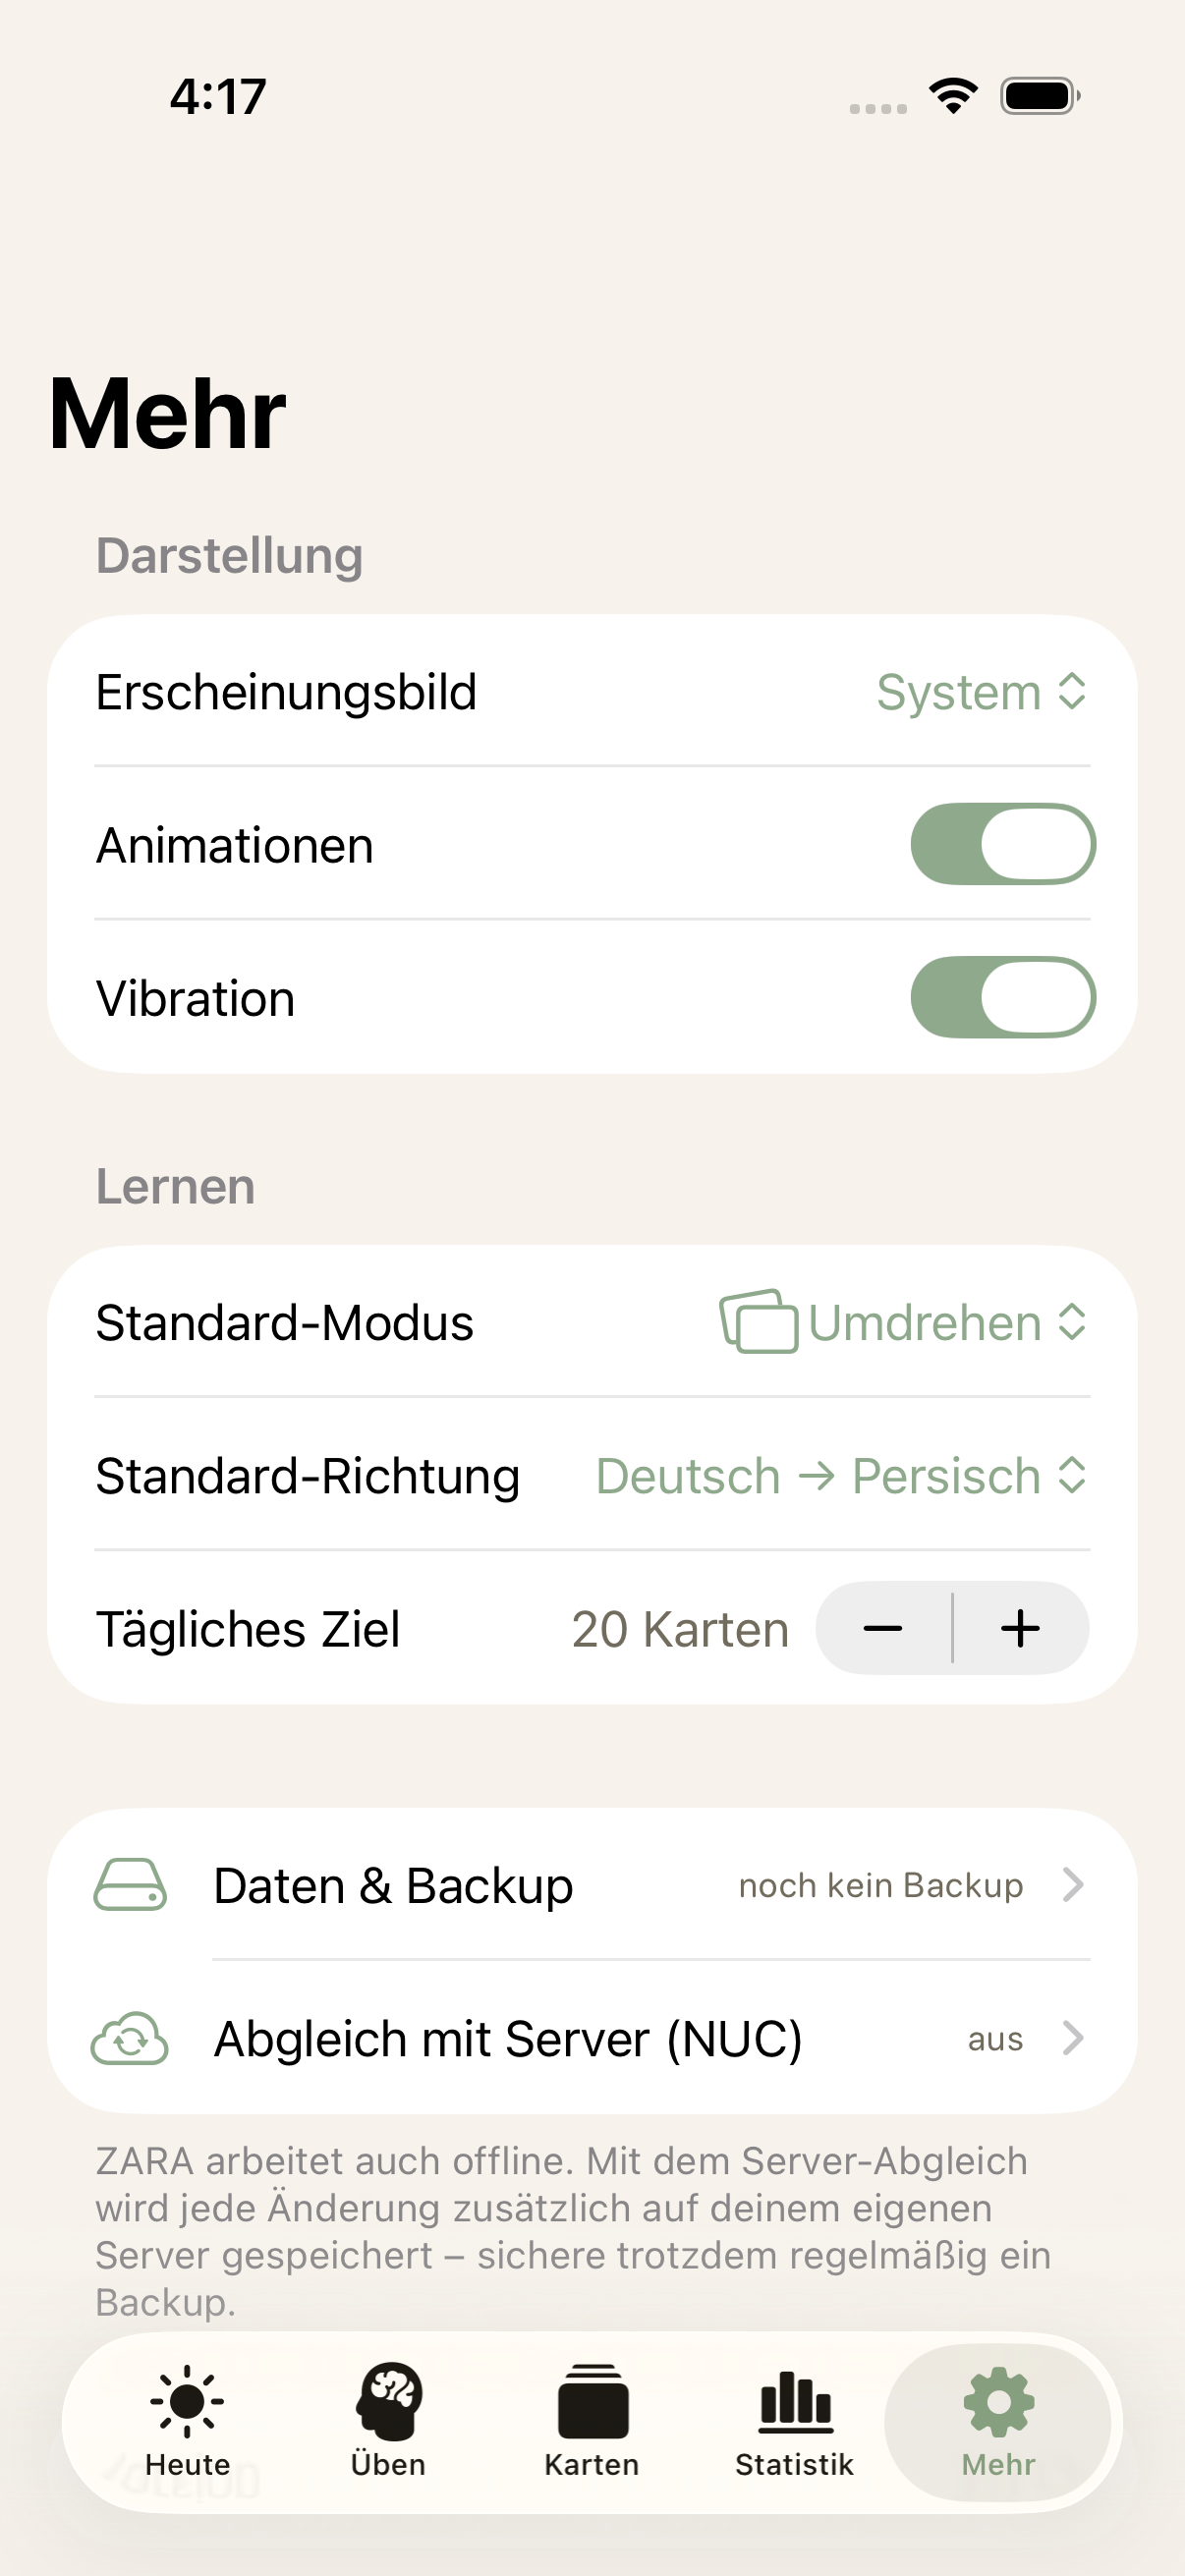 4:17
Mehr
Darstellung
Erscheinungsbild System
Animationen
Vibration
Lernen
Standard-Modus Umdrehen
Standard-Richtung Deutsch → Persisch
Tägliches Ziel 20 Karten
Daten & Backup noch kein Backup
Abgleich mit Server (NUC) aus
ZARA arbeitet auch offline. Mit dem Server-Abgleich
wird jede Änderung zusätzlich auf deinem eigenen
Server gespeichert – sichere trotzdem regelmäßig ein
Backup.
Heute Üben Karten Statistik Mehr